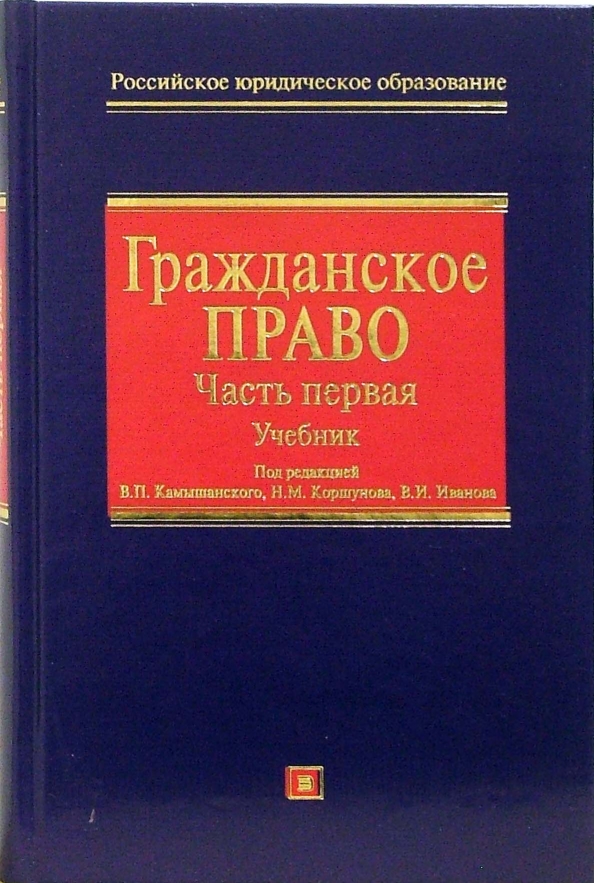 Российское юридическое образование
Гражданское
ПРАВО
Часть первая
Учебник
Под редакцией
В.П. Камышанского, Н.М. Коршунова, В.И. Иванова
Э